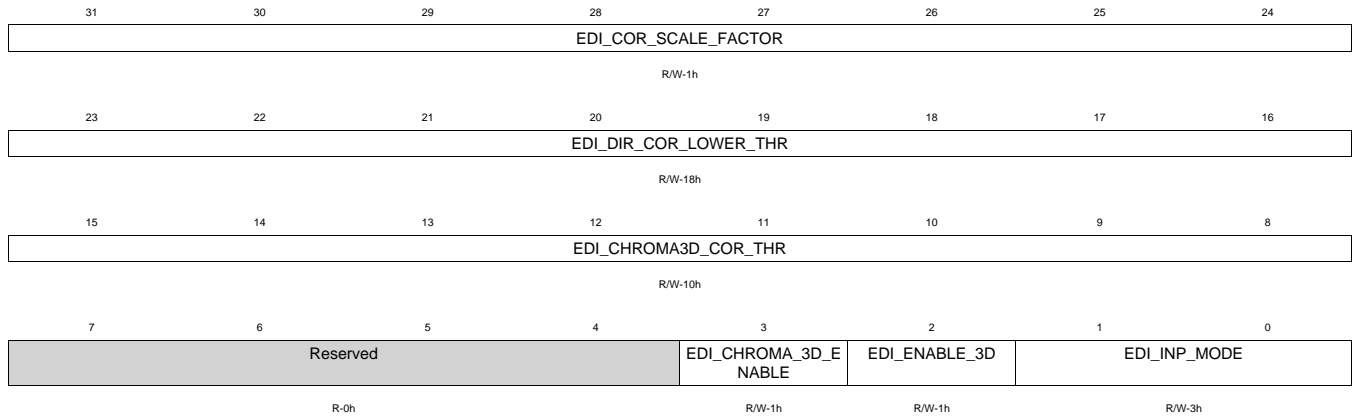 31 30 29 28 27 26 25 24
EDI_COR_SCALE_FACTOR
R/W-1h
23 22 21 20 19 18 17 16
EDI_DIR_COR_LOWER_THR
R/W-18h
15 14 13 12 11 10 9 8
EDI_CHROMA3D_COR_THR
R/W-10h
7 6 5 4 3 2 1 0
Reserved EDI_CHROMA_3D_E EDI_ENABLE_3D EDI_INP_MODE
NABLE
R-0h R/W-1h R/W-1h R/W-3h